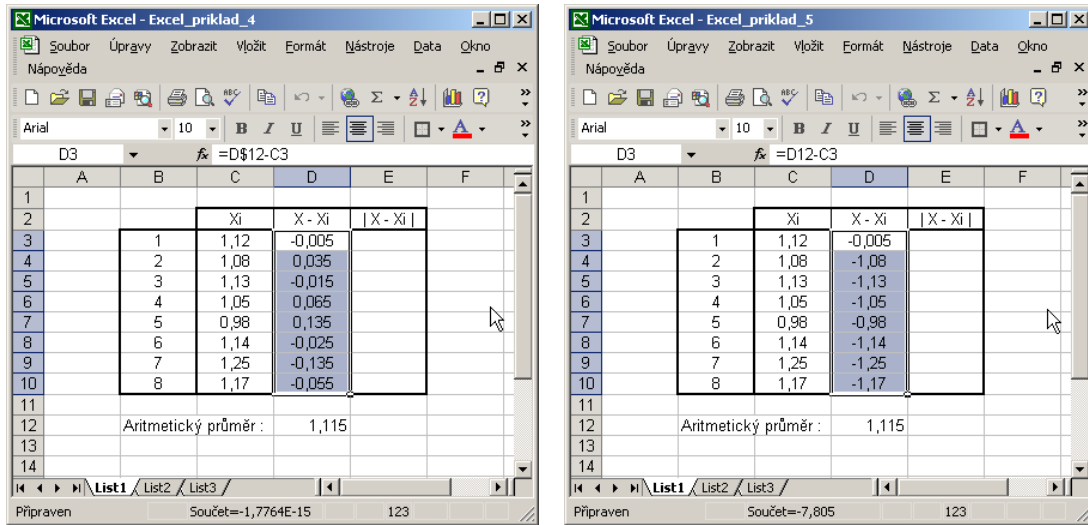 Microsoft Excel - Excel_priklad_4
Soubor Úpravy Zobrazit Vložit Formát Nástroje Data Okno
Nápověda
Arial 10 B I U
D3 fx =D$12-C3
A B C D E F
1
2 Xi X - Xi | X - Xi |
3 1 1,12 -0,005
4 2 1,08 0,035
5 3 1,13 -0,015
6 4 1,05 0,065
7 5 0,98 0,135
8 6 1,14 -0,025
9 7 1,25 -0,135
10 8 1,17 -0,055
11
12 Aritmetický průměr : 1,115
13
14
List1 List2 List3
Připraven Součet=-1,7764E-15 123
Microsoft Excel - Excel_priklad_5
Soubor Úpravy Zobrazit Vložit Formát Nástroje Data Okno
Nápověda
Arial 10 B I U
D3 fx =D12-C3
A B C D E F
1
2 Xi X - Xi | X - Xi |
3 1 1,12 -0,005
4 2 1,08 -1,08
5 3 1,13 -1,13
6 4 1,05 -1,05
7 5 0,98 -0,98
8 6 1,14 -1,14
9 7 1,25 -1,25
10 8 1,17 -1,17
11
12 Aritmetický průměr : 1,115
13
14
List1 List2 List3
Připraven Součet=-7,805 123